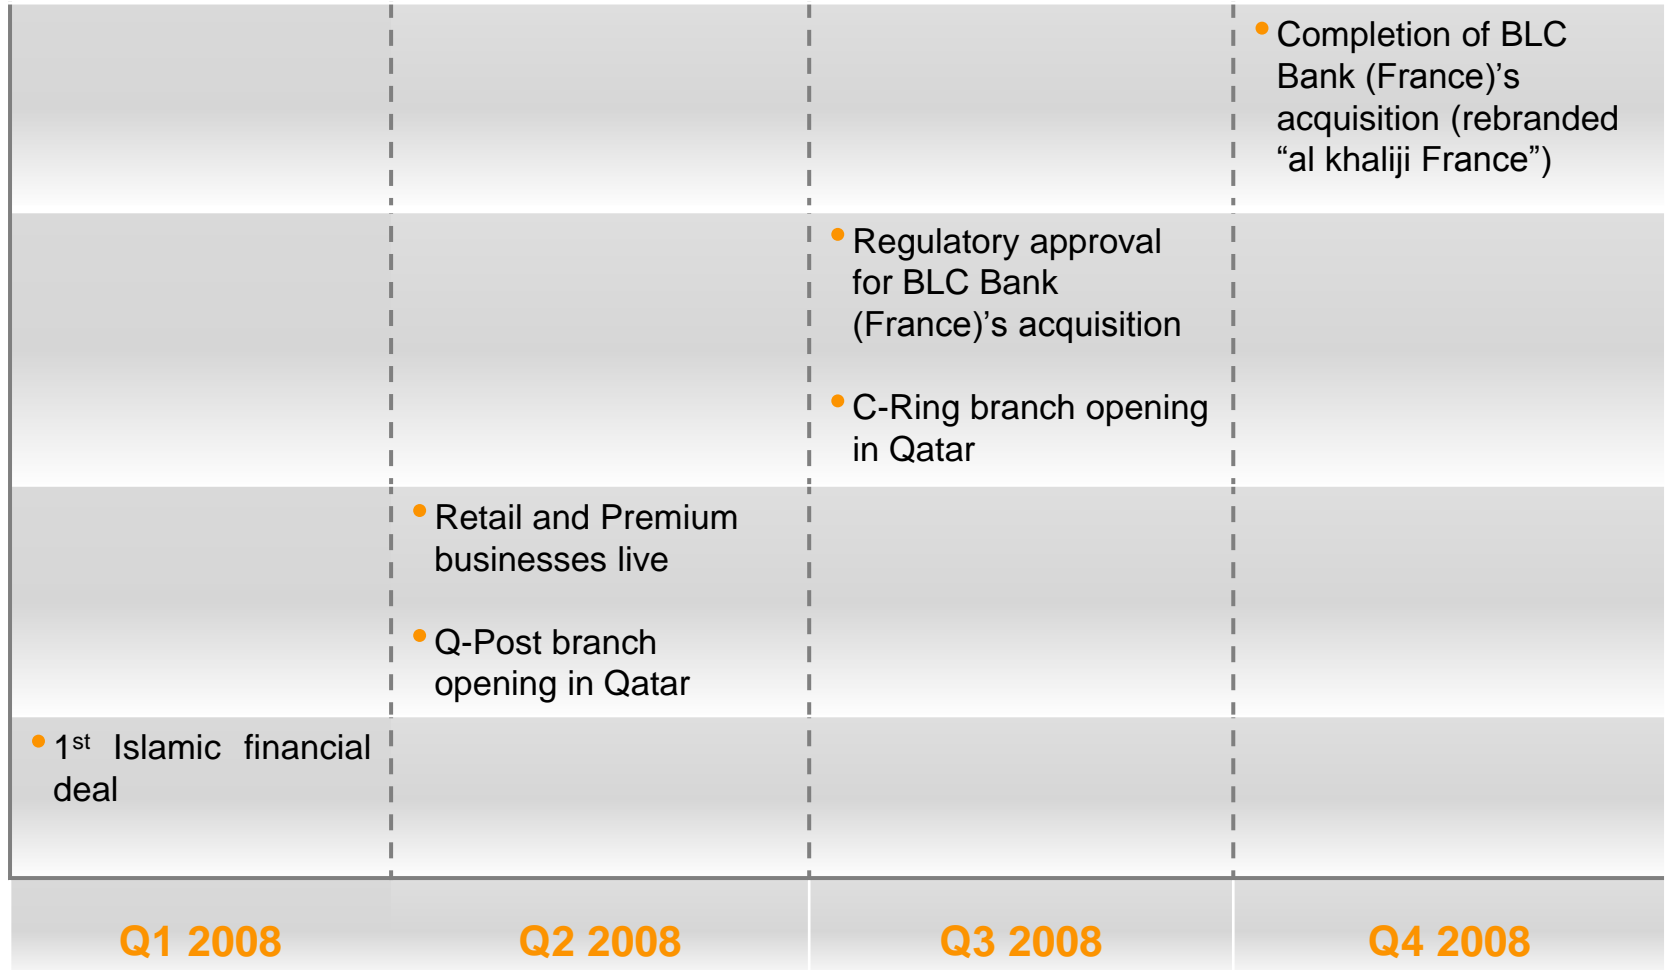 • Completion of BLC
Bank (France)’s
acquisition (rebranded
“al khaliji France”)
• Regulatory approval
for BLC Bank
(France)’s acquisition
• C-Ring branch opening
in Qatar
• Retail and Premium
businesses live
• Q-Post branch
opening in Qatar
• 1st Islamic financial
deal
Q1 2008
Q2 2008
Q3 2008
Q4 2008